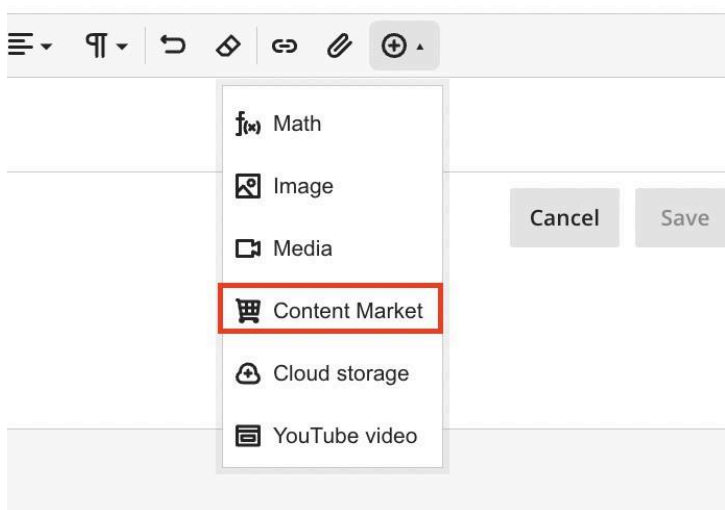 f(x) Math
Image
Media
Content Market
Cloud storage
YouTube video
Cancel
Save